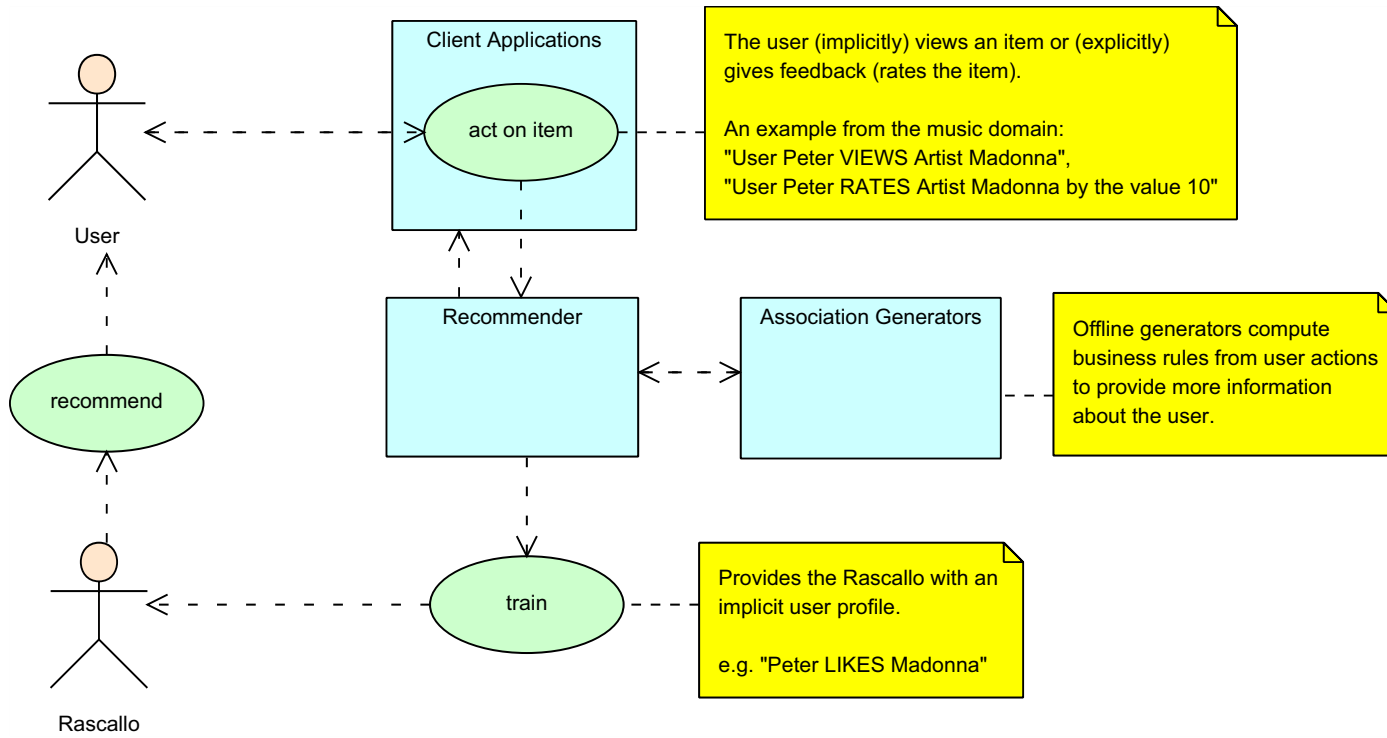 Client Applications
act on item
The user (implicitly) views an item or (explicitly)
gives feedback (rates the item).
An example from the music domain:
"User Peter VIEWS Artist Madonna",
"User Peter RATES Artist Madonna by the value 10"
User
Recommender
Association Generators
Offline generators compute
business rules from user actions
to provide more information
about the user.
recommend
train
Provides the Rascallo with an
implicit user profile.
e.g. "Peter LIKES Madonna"
Rascallo